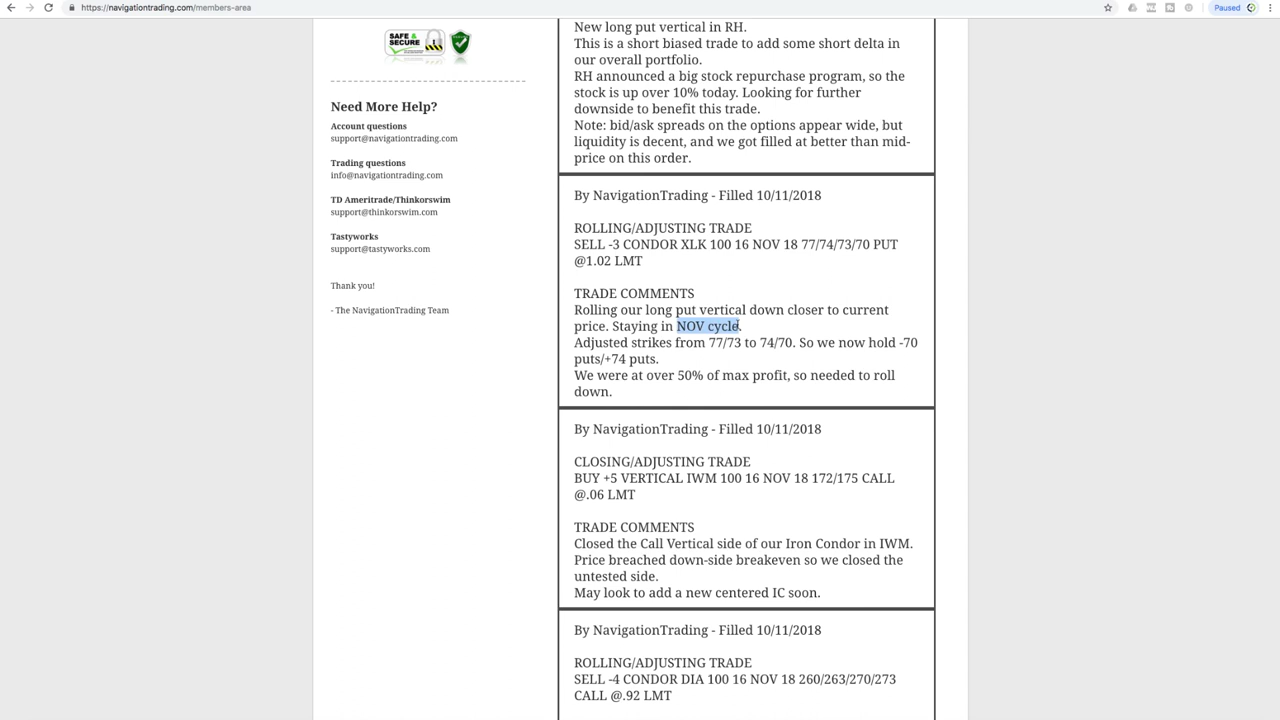 https://navigationtrading.com/members-area
Paused
SAFE &
SECURE
Need More Help?
Account questions
support@navigationtrading.com
Trading questions
info@navigationtrading.com
TD Ameritrade/Thinkorswim
support@thinkorswim.com
Tastyworks
support@tastyworks.com
Thank you!
- The NavigationTrading Team
New long put vertical in RH.
This is a short biased trade to add some short delta in
our overall portfolio.
RH announced a big stock repurchase program, so the
stock is up over 10% today. Looking for further
downside to benefit this trade.
Note: bid/ask spreads on the options appear wide, but
liquidity is decent, and we got filled at better than mid-
price on this order.
By NavigationTrading - Filled 10/11/2018
ROLLING/ADJUSTING TRADE
SELL -3 CONDOR XLK 100 16 NOV 18 77/74/73/70 PUT
@1.02 LMT
TRADE COMMENTS
Rolling our long put vertical down closer to current
price. Staying in NOV cycle.
Adjusted strikes from 77/73 to 74/70. So we now hold -70
puts/+74 puts.
We were at over 50% of max profit, so needed to roll
down.
By NavigationTrading - Filled 10/11/2018
CLOSING/ADJUSTING TRADE
BUY +5 VERTICAL IWM 100 16 NOV 18 172/175 CALL
@.06 LMT
TRADE COMMENTS
Closed the Call Vertical side of our Iron Condor in IWM.
Price breached down-side breakeven so we closed the
untested side.
May look to add a new centered IC soon.
By NavigationTrading - Filled 10/11/2018
ROLLING/ADJUSTING TRADE
SELL -4 CONDOR DIA 100 16 NOV 18 260/263/270/273
CALL @.92 LMT